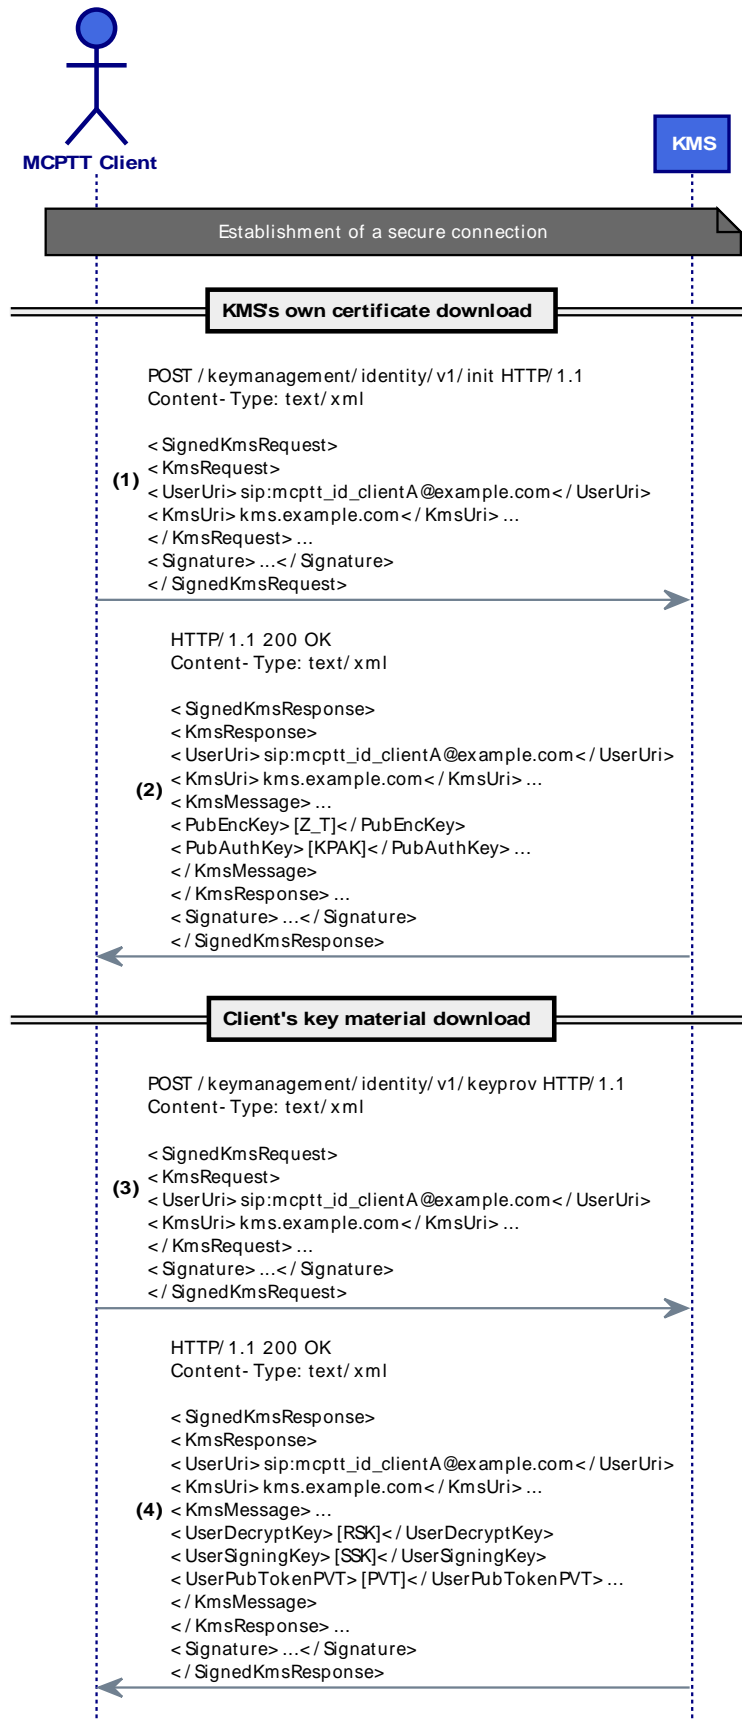 MCPTT Client
KMS
Establishment of a secure connection
KMS's own certificate download
POST /keymanagement/identity/v1/init HTTP/1.1
Content-Type: text/xml
<SignedKmsRequest>
<KmsRequest>
(1)
<UserUri>sip:mcptt_id_clientA@example.com</UserUri>
<KmsUri>kms.example.com</KmsUri>...
</KmsRequest>...
<Signature>...</Signature>
</SignedKmsRequest>
HTTP/1.1 200 OK
Content-Type: text/xml
<SignedKmsResponse>
<KmsResponse>
<UserUri>sip:mcptt_id_clientA@example.com</UserUri>
<KmsUri>kms.example.com</KmsUri>...
(2)
<KmsMessage>...
<PubEncKey>[Z_T]</PubEncKey>
<PubAuthKey>[KPAK]</PubAuthKey>...
</KmsMessage>
</KmsResponse>...
<Signature>...</Signature>
</SignedKmsResponse>
Client's key material download
POST /keymanagement/identity/v1/keyprov HTTP/1.1
Content-Type: text/xml
<SignedKmsRequest>
<KmsRequest>
(3)
<UserUri>sip:mcptt_id_clientA@example.com</UserUri>
<KmsUri>kms.example.com</KmsUri>...
</KmsRequest>...
<Signature>...</Signature>
</SignedKmsRequest>
HTTP/1.1 200 OK
Content-Type: text/xml
<SignedKmsResponse>
<KmsResponse>
<UserUri>sip:mcptt_id_clientA@example.com</UserUri>
<KmsUri>kms.example.com</KmsUri>...
(4) <KmsMessage>...
<UserDecryptKey>[RSK]</UserDecryptKey>
<UserSigningKey>[SSK]</UserSigningKey>
<UserPubTokenPVT>[PVT]</UserPubTokenPVT>...
</KmsMessage>
</KmsResponse>...
<Signature>...</Signature>
</SignedKmsResponse>